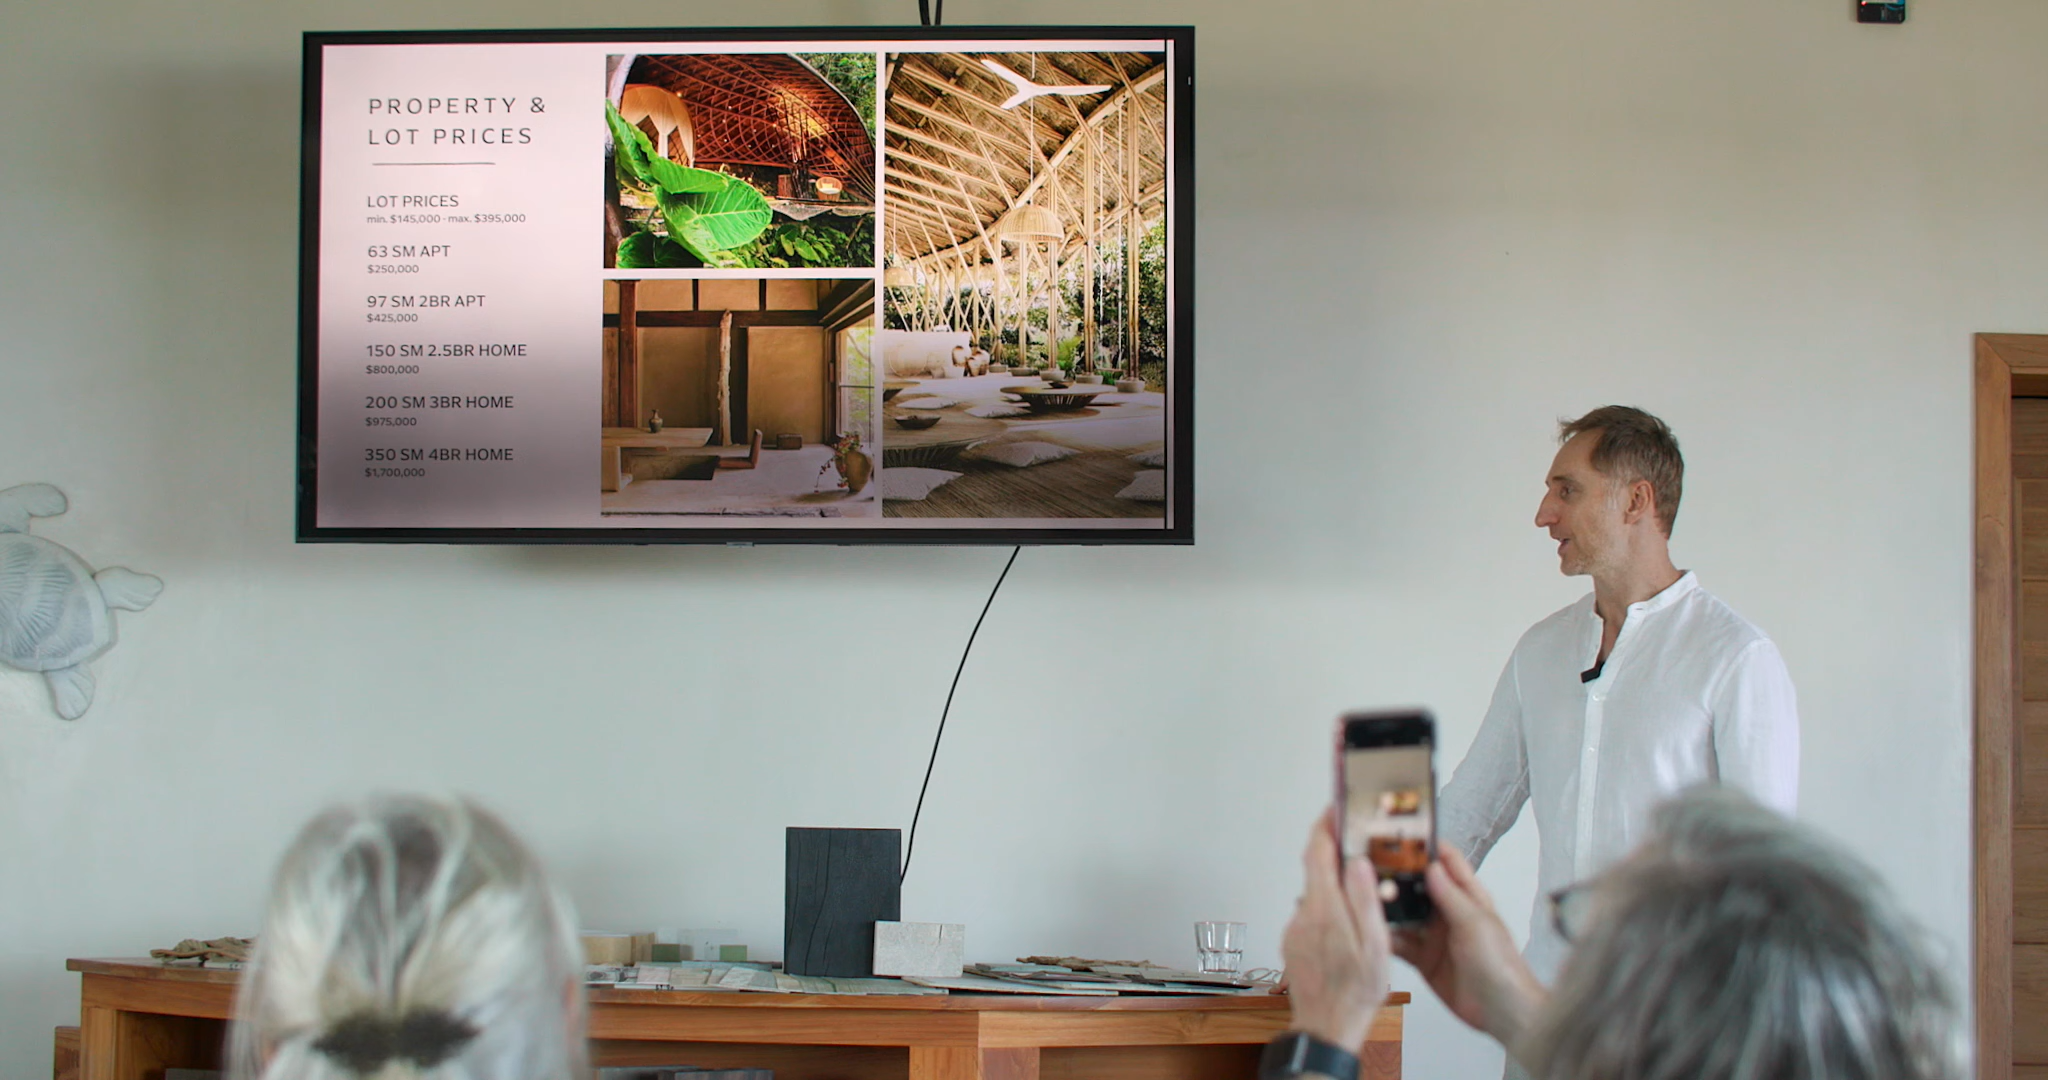 PROPERTY &
LOT PRICES
LOT PRICES
min. $145,000 - max. $395,000
63 SM APT
$250,000
97 SM 2BR APT
$425,000
150 SM 2.5BR HOME
$800,000
200 SM 3BR HOME
$975,000
350 SM 4BR HOME
$1,700,000